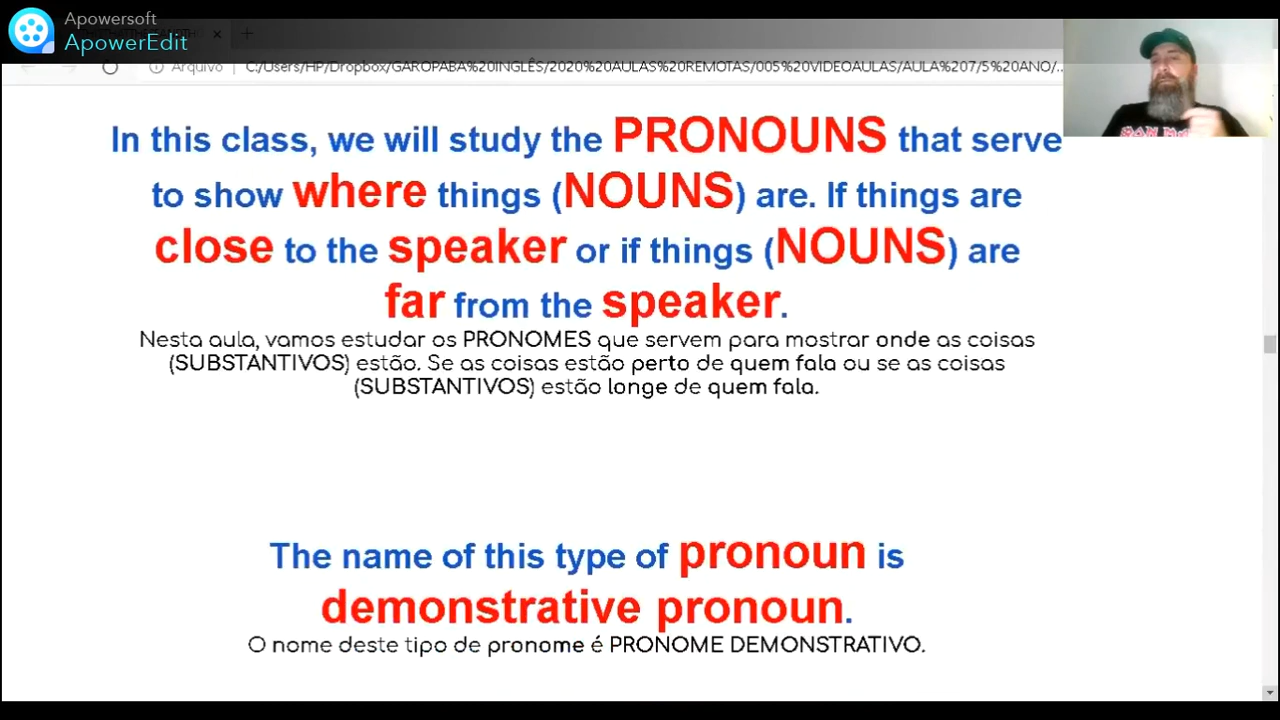 Apowersoft
ApowerEdit
Arquivo
C:/Users/HP/Dropbox/GAROPABA%20INGLÊS/2020%20AULAS%20REMOTAS/005%20VIDEOAULAS/AULA%207/5%20ANO/...
IRON M
In this class, we will study the PRONOUNS that serve
to show where things (NOUNS) are. If things are
close to the speaker or if things (NOUNS) are
far from the speaker.
Nesta aula, vamos estudar os PRONOMES que servem para mostrar onde as coisas
(SUBSTANTIVOS) estão. Se as coisas estão perto de quem fala ou se as coisas
(SUBSTANTIVOS) estão longe de quem fala.
The name of this type of pronoun is
demonstrative pronoun.
O nome deste tipo de pronome é PRONOME DEMONSTRATIVO.